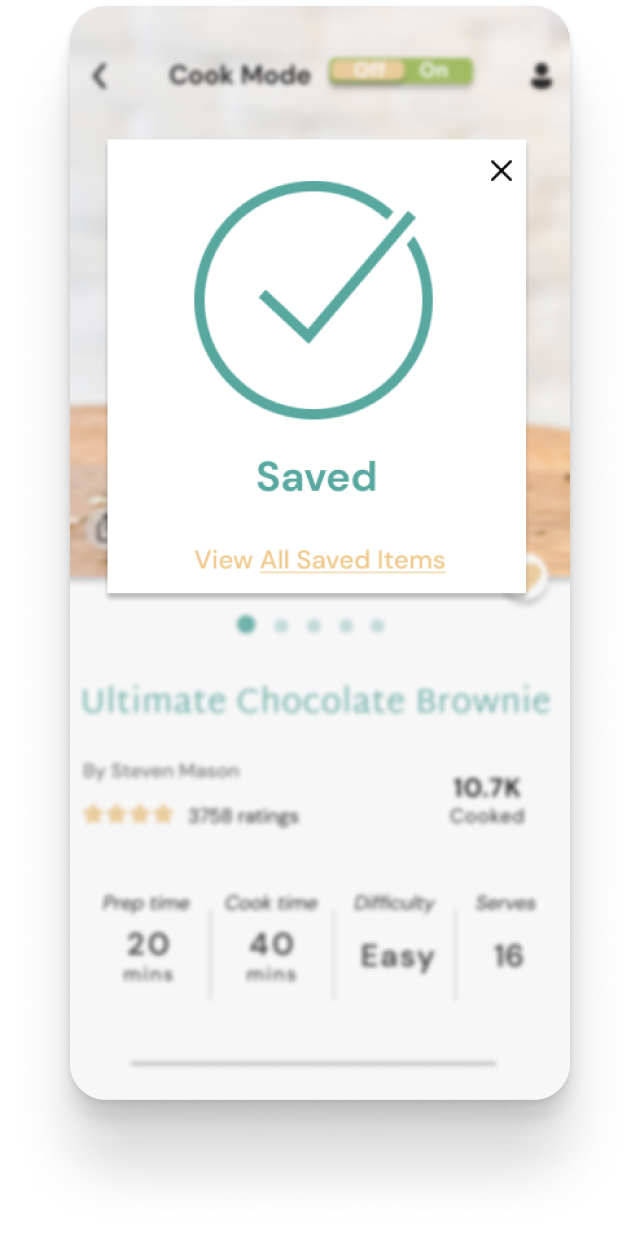 Cook Mode Off On
Saved
View All Saved Items
Ultimate Chocolate Brownie
By Steven Mason
3758 ratings
10.7K
Cooked
Prep time Cook time Difficulty Serves
20 40 Easy 16
mins mins